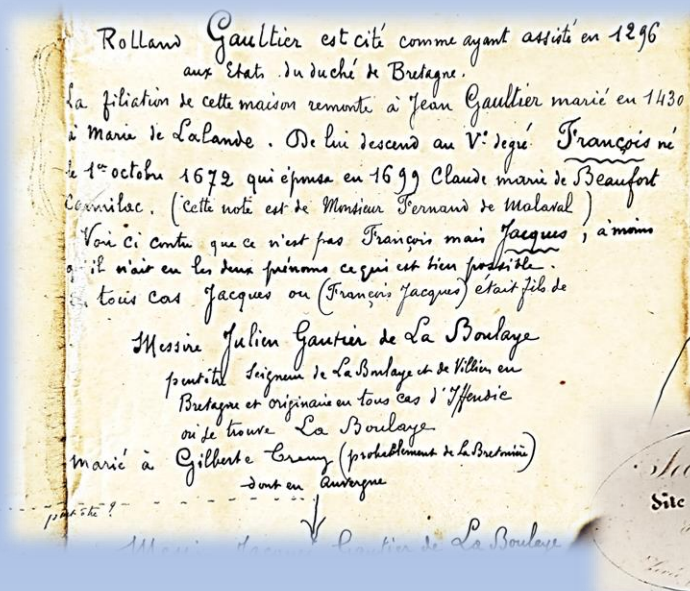 Rolland Gaulthier est cité comme ayant assisté en 1296
aux Etats du duché de Bretagne.
La filiation de cette maison remonte à Jean Gaultier marié en 1430
à Marie de Lalande. De lui descend au Vᵉ degré François né
le 1er octobre 1672 qui épousa en 1699 Claude marie de Beaufort
(cette note est de Monsieur Fernand de Malaval)
Voir ci contre que ce n'est pas François mais Jacques, à moins
qu'il n'ait eu les deux prénoms ce qui est bien possible.
tous cas Jacques ou (François Jacques) était fils de
Messire Julien Gautier de La Boulaye
peut être Seigneur de La Boulaye et de Villien en
Bretagne et originaire en tous cas d'Iffendic
où se trouve La Boulaye
marié à Gilberte (probablement de la Bretonnière)
dont en Auvergne
peut être ?
Messire Jacques Gautier de La Boulaye
Site